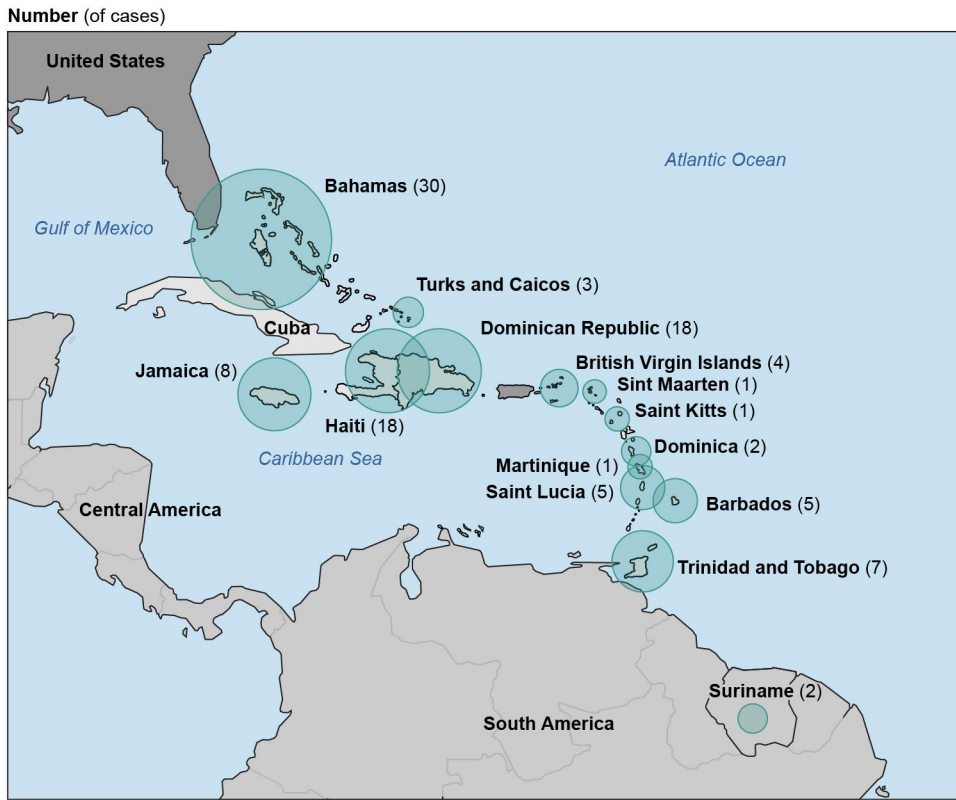 Number (of cases)
United States
Atlantic Ocean
Bahamas (30)
Gulf of Mexico
Turks and Caicos (3)
Cuba
Dominican Republic (18)
British Virgin Islands (4)
Jamaica (8)
Sint Maarten (1)
Saint Kitts (1)
Haiti (18)
Dominica (2)
Caribbean Sea
Martinique (1)
Saint Lucia (5)
Barbados (5)
Central America
Trinidad and Tobago (7)
Suriname (2)
South America